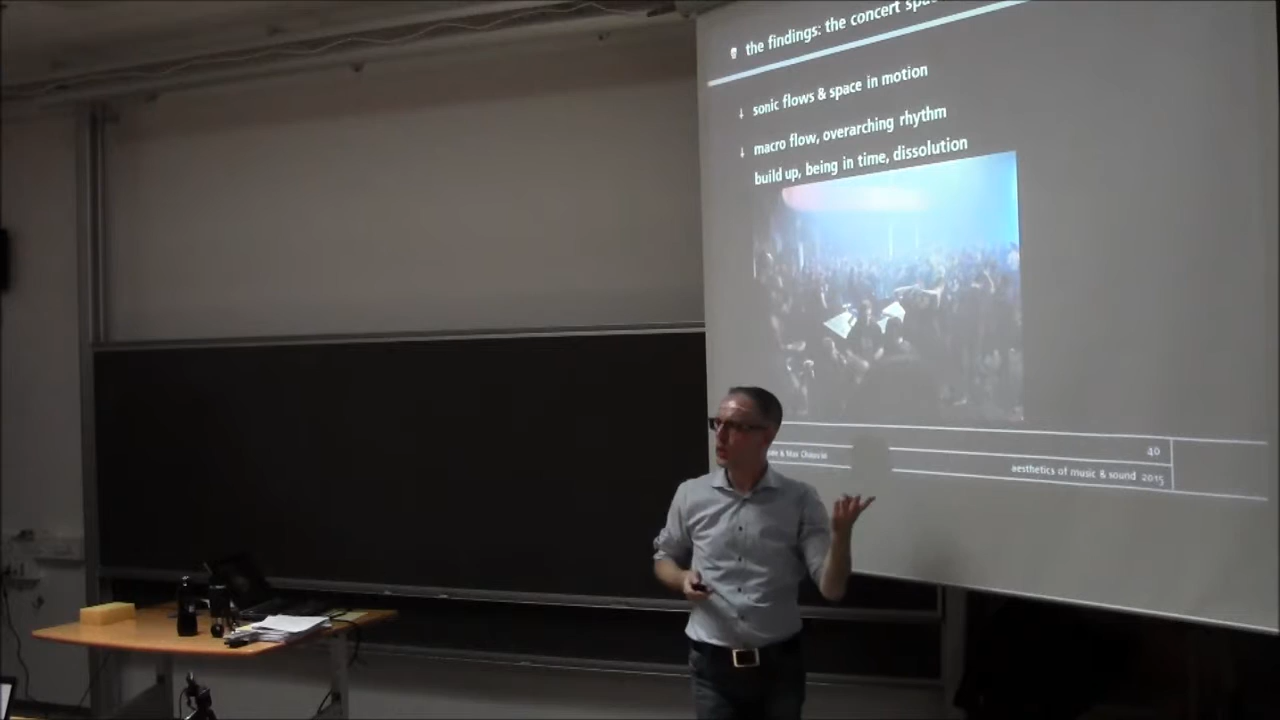 the findings: the concert
sonic flows & space in motion
macro flow, overarching rhythm
build up, being in time, dissolution
& Max
40
aesthetics of music & sound 2015